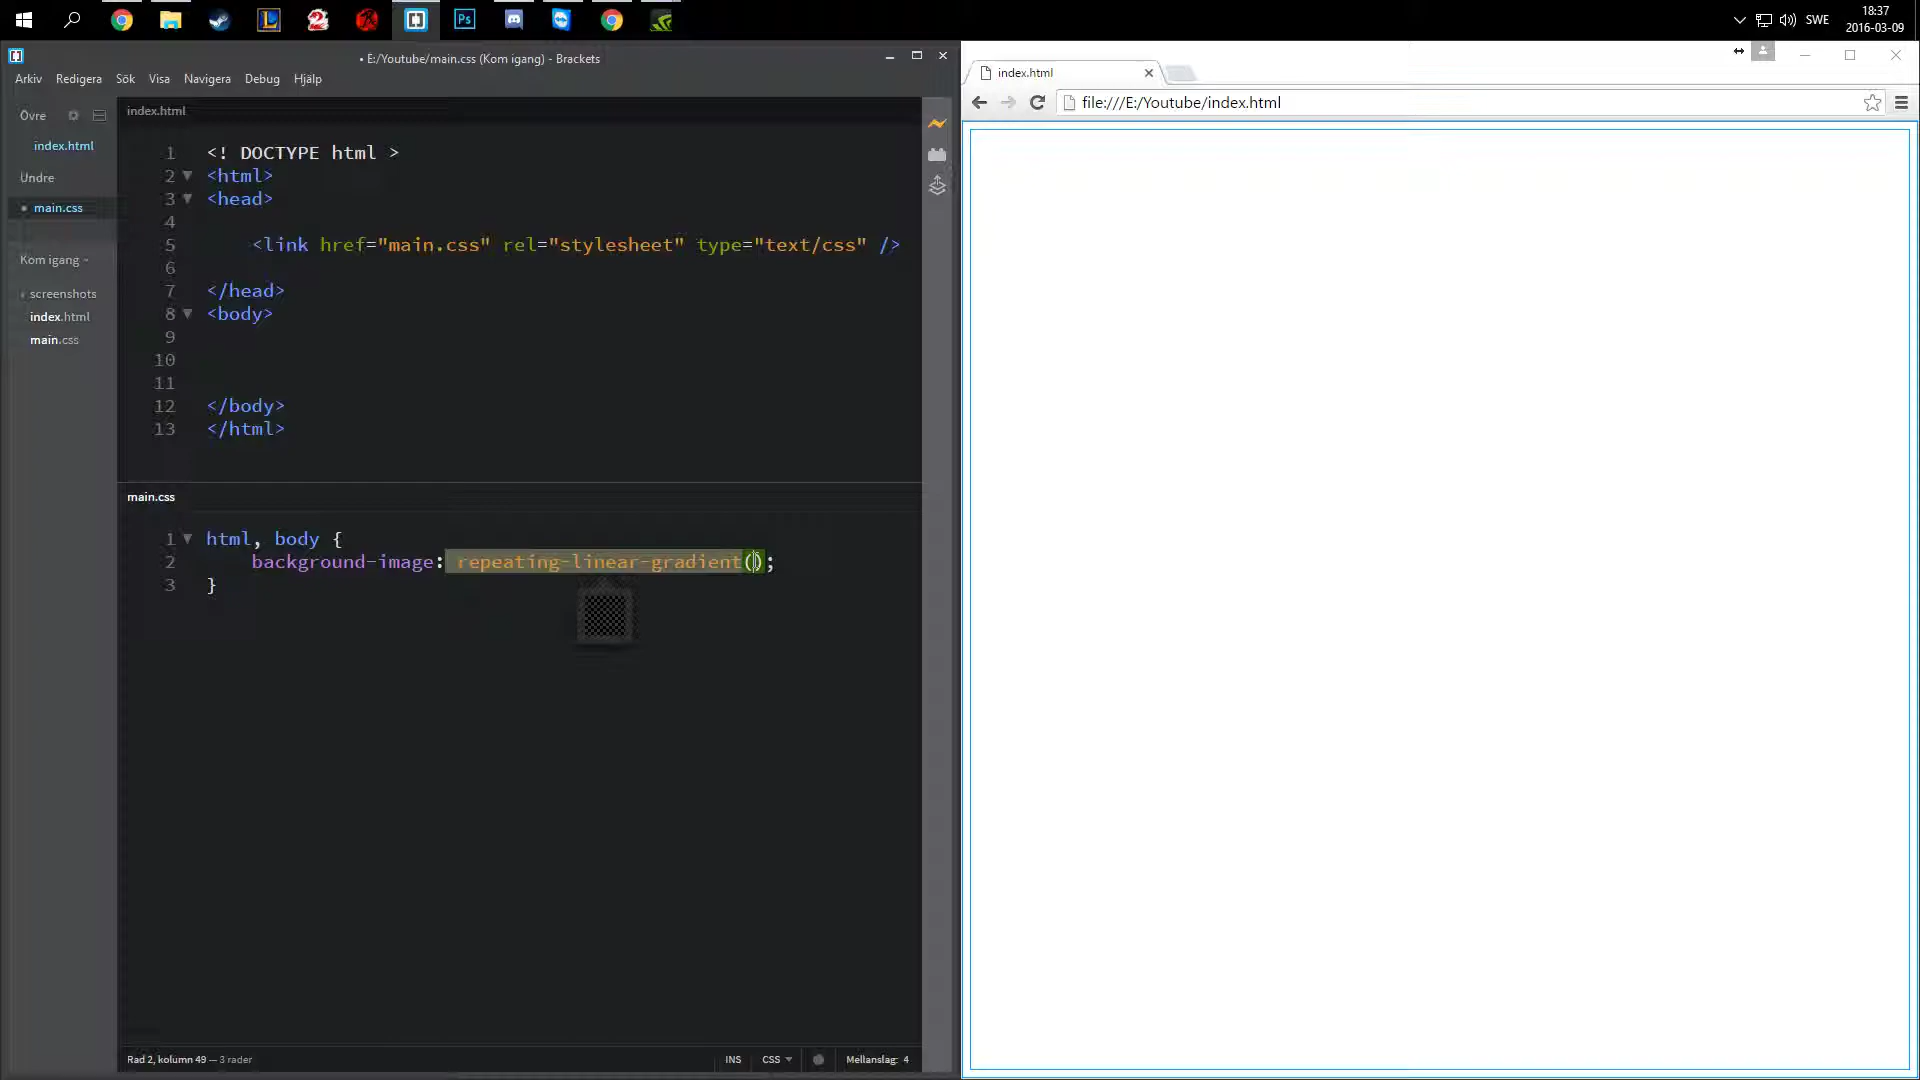 18:37
SWE
2016-03-09
Ps
• E:/Youtube/main.css (Kom igang) - Brackets
Arkiv Redigera Sök Visa Navigera Debug Hjälp
Övre
index.html
Undre
main.css
Kom igang
screenshots
index.html
main.css
index.html
1 <! DOCTYPE html >
2 <html>
3 <head>
4
5 <link href="main.css" rel="stylesheet" type="text/css" />
6
7 </head>
8 <body>
9
10
11
12 </body>
13 </html>
main.css
1 html, body {
2 background-image: repeating-linear-gradient();
3 }
Rad 2, kolumn 49 — 3 rader
INS
CSS
Mellanslag: 4
index.html
file:///E:/Youtube/index.html